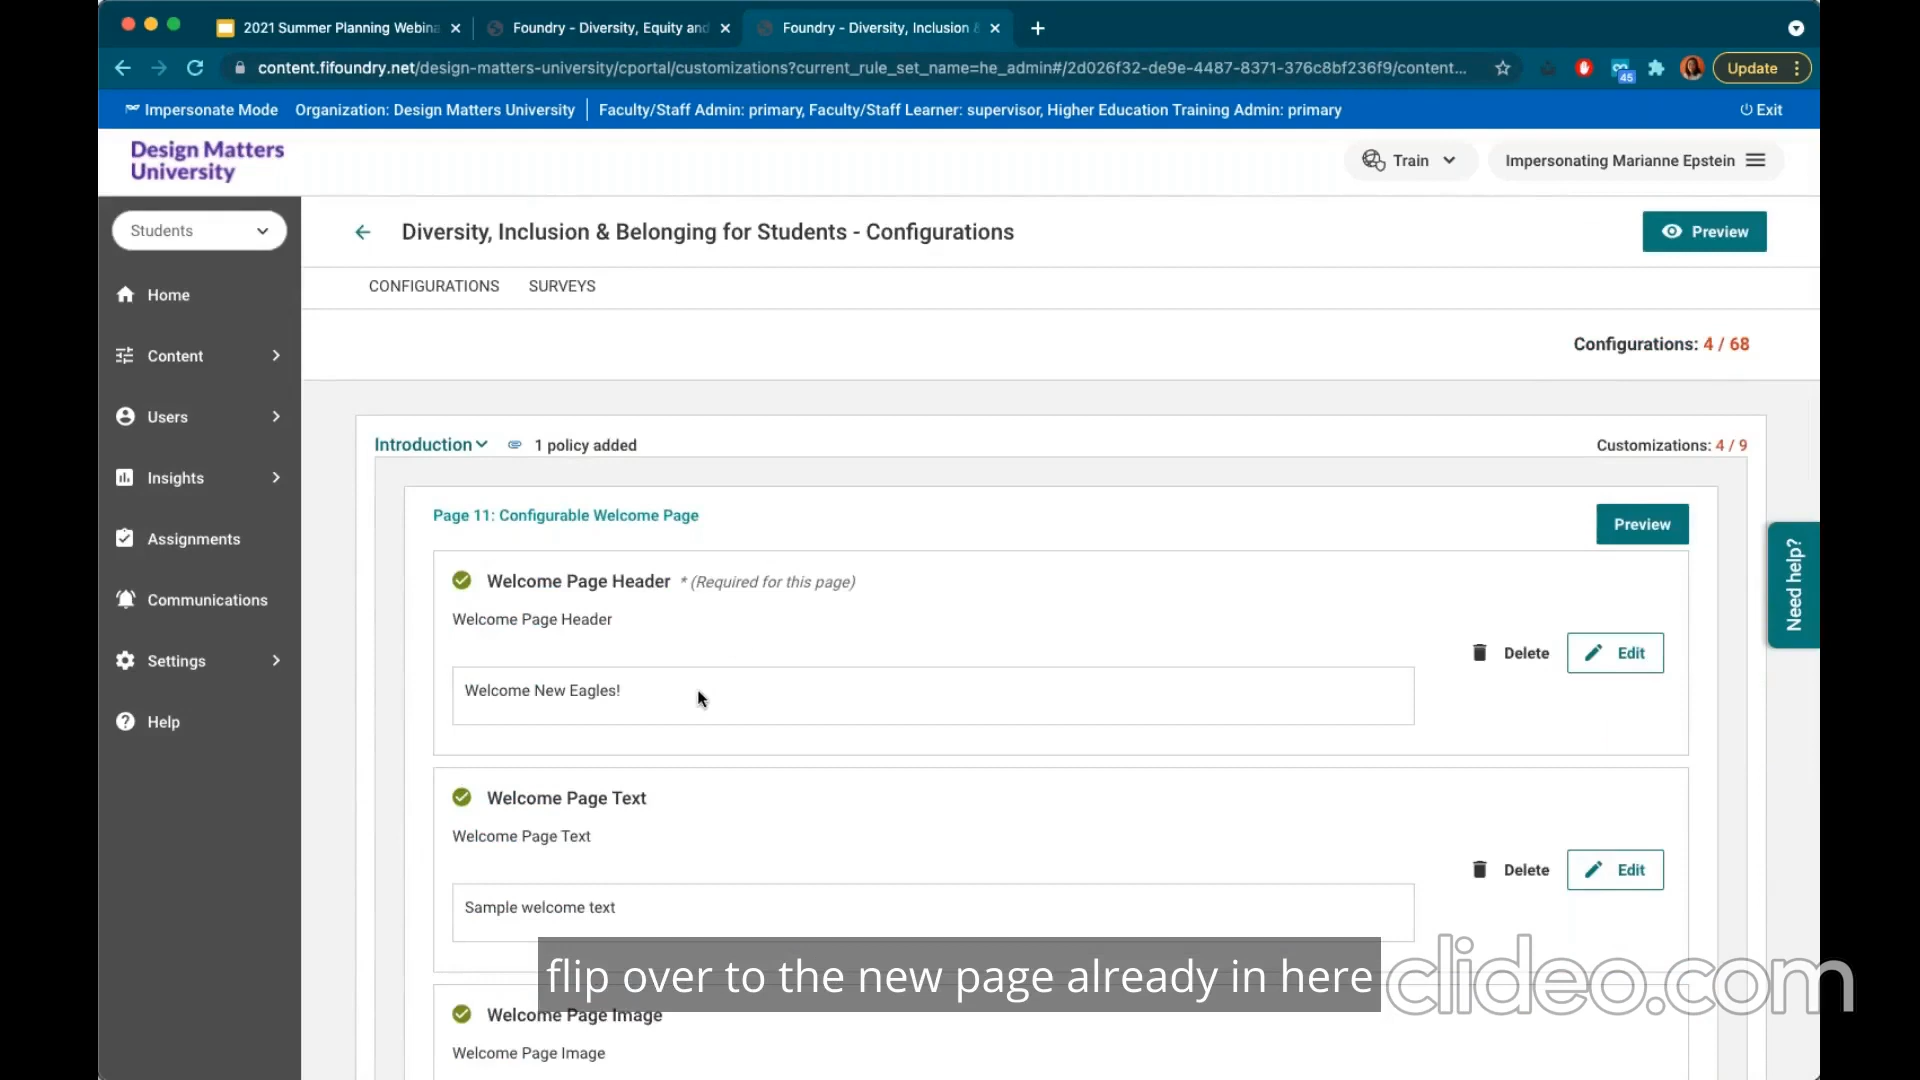 2021 Summer Planning Webina
Foundry - Diversity, Equity and
Foundry - Diversity, Inclusion &
content.fifoundry.net/design-matters-university/cportal/customizations?current_rule_set_name=he_admin#/2d026f32-de9e-4487-8371-376c8bf236f9/content...
45
Update
Impersonate Mode
Organization: Design Matters University
Faculty/Staff Admin: primary, Faculty/Staff Learner: supervisor, Higher Education Training Admin: primary
Exit
Design Matters
University
Train
Impersonating Marianne Epstein
Students
Diversity, Inclusion & Belonging for Students - Configurations
Preview
CONFIGURATIONS
SURVEYS
Home
Content
Users
Insights
Assignments
Communications
Settings
Help
Configurations: 4 / 68
Introduction
1 policy added
Customizations: 4 / 9
Page 11: Configurable Welcome Page
Preview
Welcome Page Header * (Required for this page)
Welcome Page Header
Delete
Edit
Welcome New Eagles!
Need help?
Welcome Page Text
Welcome Page Text
Delete
Edit
Sample welcome text
flip over to the new page already in here
clideo.com
Welcome Page Image
Welcome Page Image